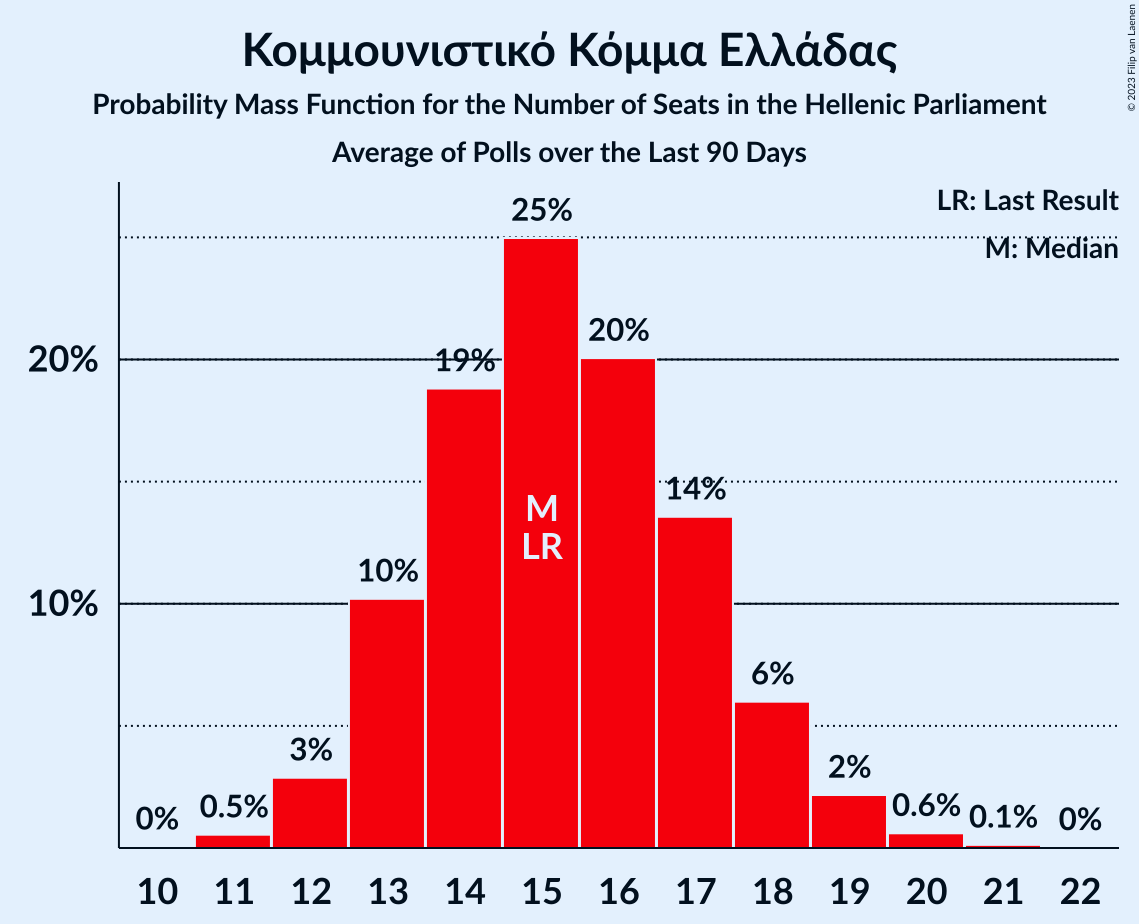 Κομμουνιστικό Κόμμα Ελλάδας
Probability Mass Function for the Number of Seats in the Hellenic Parliament
Average of Polls over the Last 90 Days
© 2023 Filip van Laenen
LR: Last Result
M: Median
25%
20%
19%
20%
14%
M
LR
10%
10%
6%
3%
2%
0%
0.5%
0.6%
0.1%
0%
10 11 12 13 14 15 16 17 18 19 20 21 22